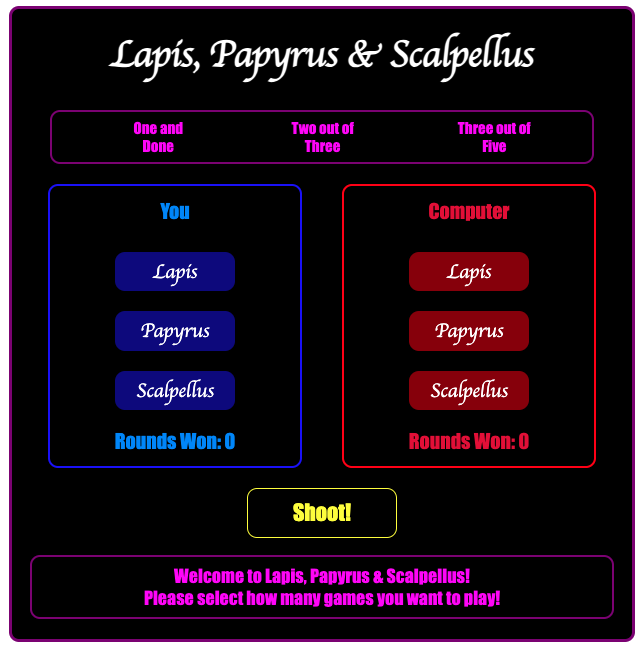 Lapis, Papyrus & Scalpellus
One and
Done
Two out of
Three
Three out of
Five
You
Lapis
Papyrus
Scalpellus
Rounds Won: 0
Computer
Lapis
Papyrus
Scalpellus
Rounds Won: 0
Shoot!
Welcome to Lapis, Papyrus & Scalpellus!
Please select how many games you want to play!